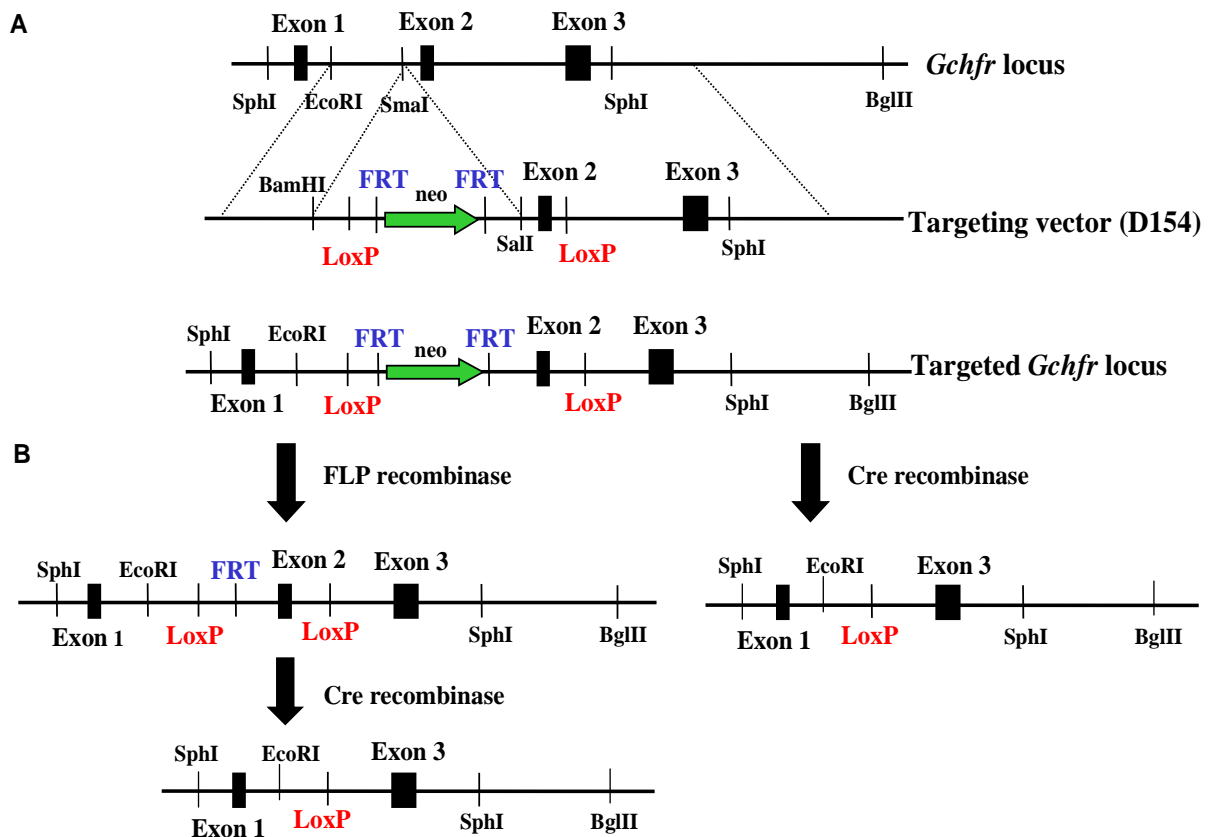 A
Exon 1 Exon 2 Exon 3
Gchfr locus
SphI EcoRI SmaI SphI BglII
BamHI FRT neo FRT Exon 2 Exon 3
Targeting vector (D154)
LoxP SalI LoxP SphI
SphI EcoRI FRT neo FRT Exon 2 Exon 3
Targeted Gchfr locus
Exon 1 LoxP LoxP SphI BglII
B
FLP recombinase
Cre recombinase
SphI EcoRI FRT Exon 2 Exon 3
Exon 1 LoxP LoxP SphI BglII
SphI EcoRI Exon 3
Exon 1 LoxP SphI BglII
Cre recombinase
SphI EcoRI Exon 3
Exon 1 LoxP SphI BglII